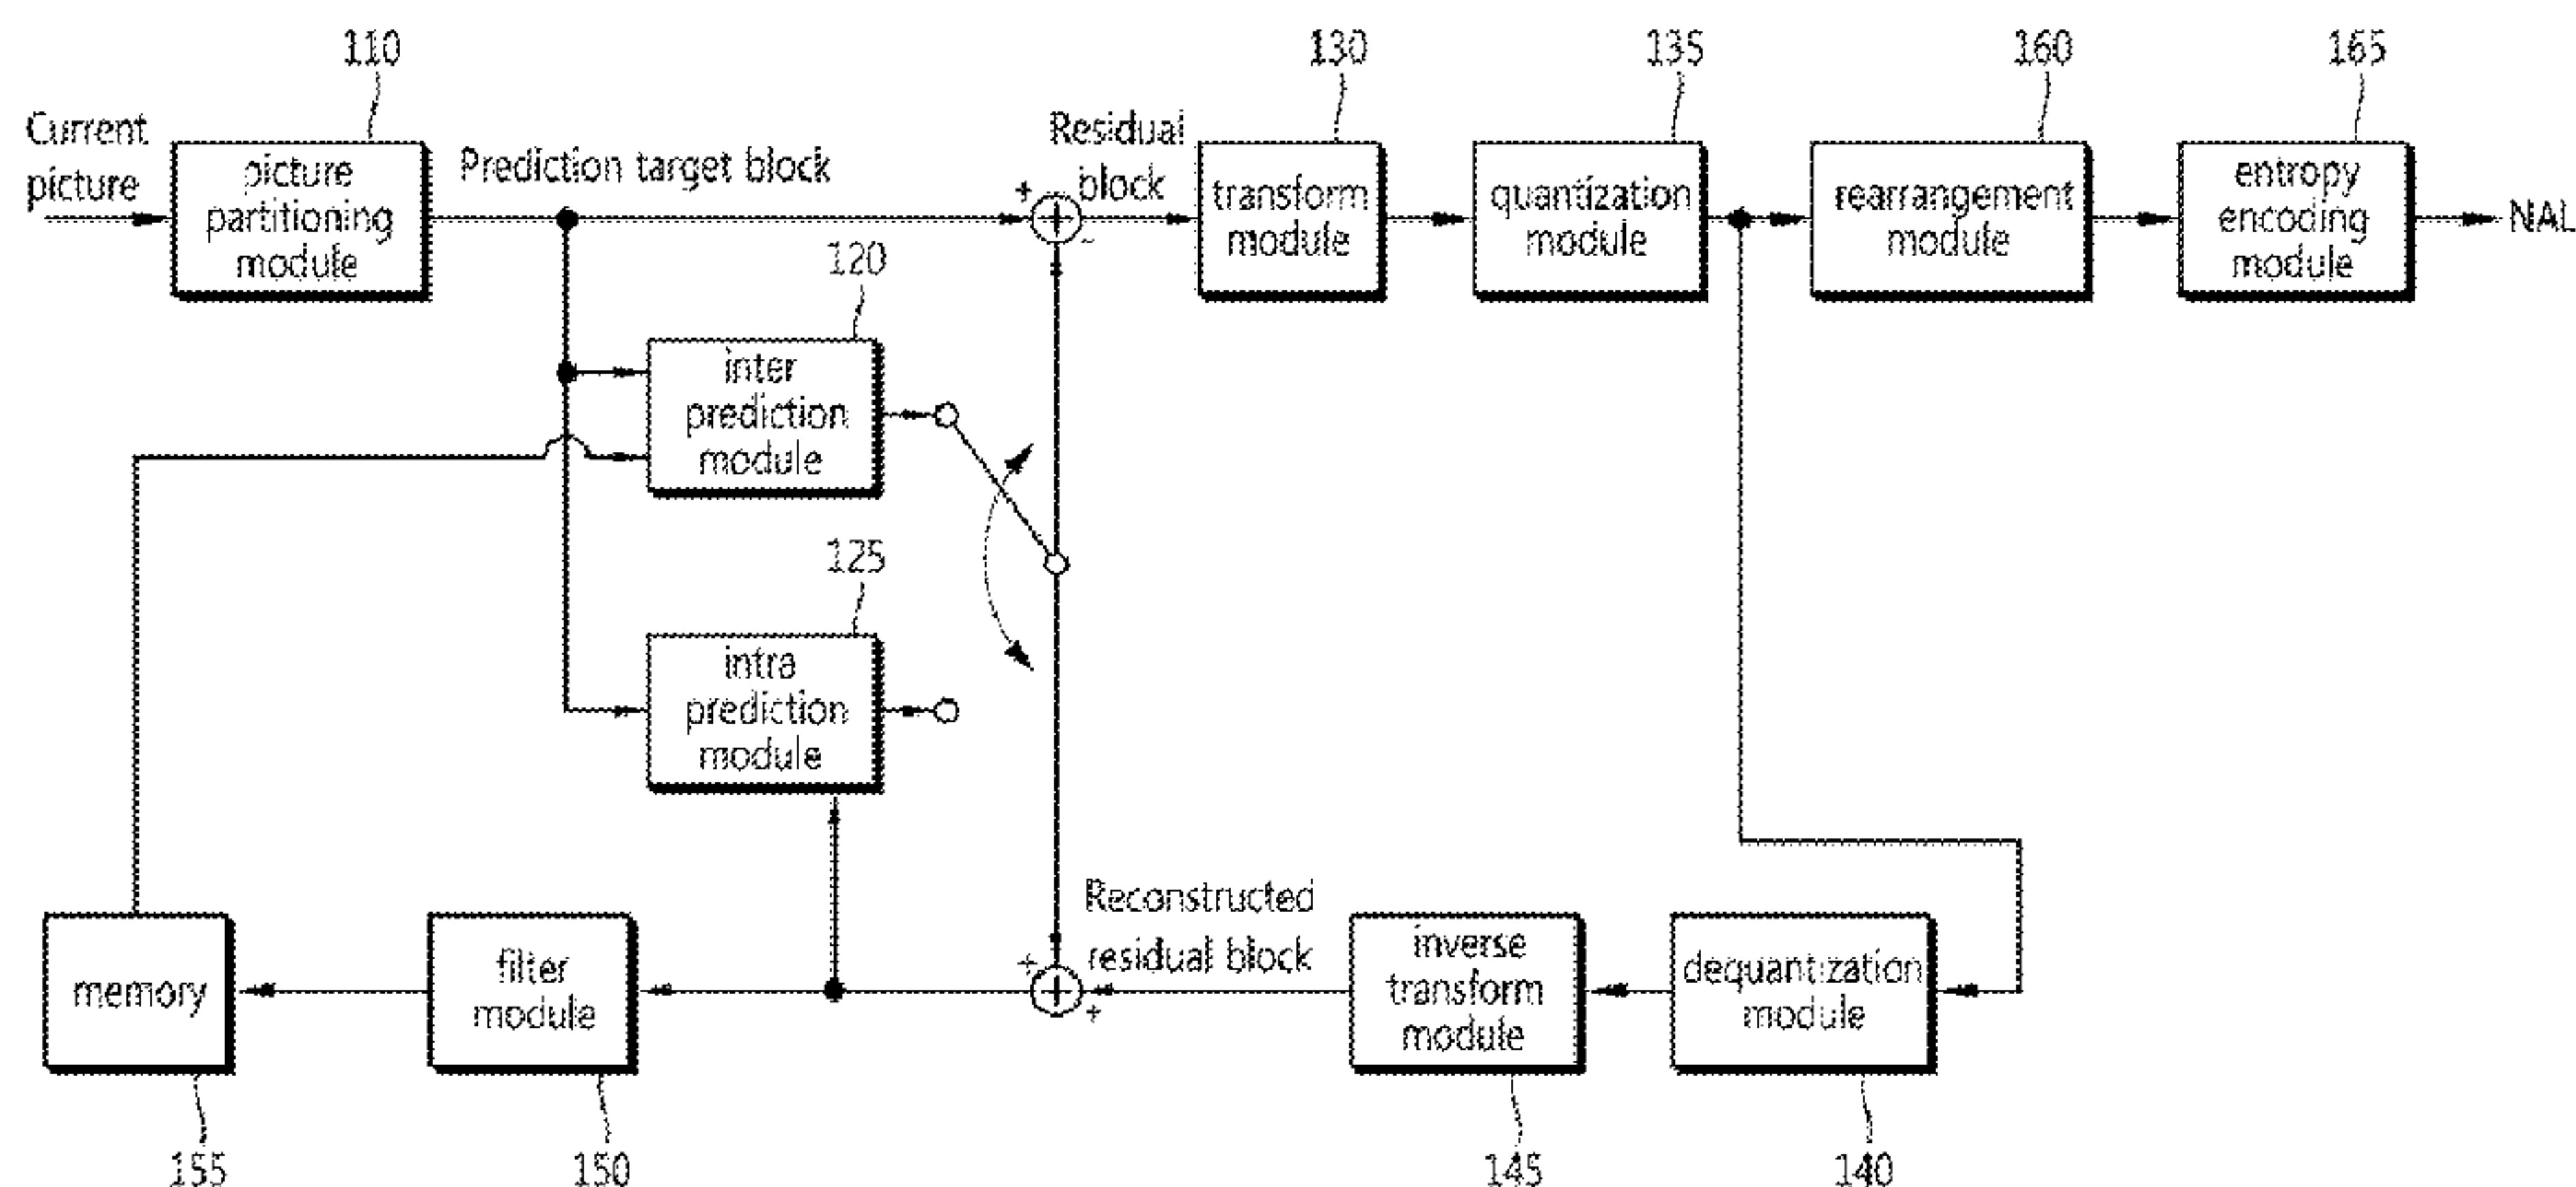 110
130
135
160
165
Current
picture
picture
partitioning
module
Prediction target block
+
-
Residual
block
transform
module
quantization
module
rearrangement
module
entropy
encoding
module
NAL
120
inter
prediction
module
125
intra
prediction
module
memory
155
filter
module
150
+
+
Reconstructed
residual block
inverse
transform
module
145
dequantization
module
140